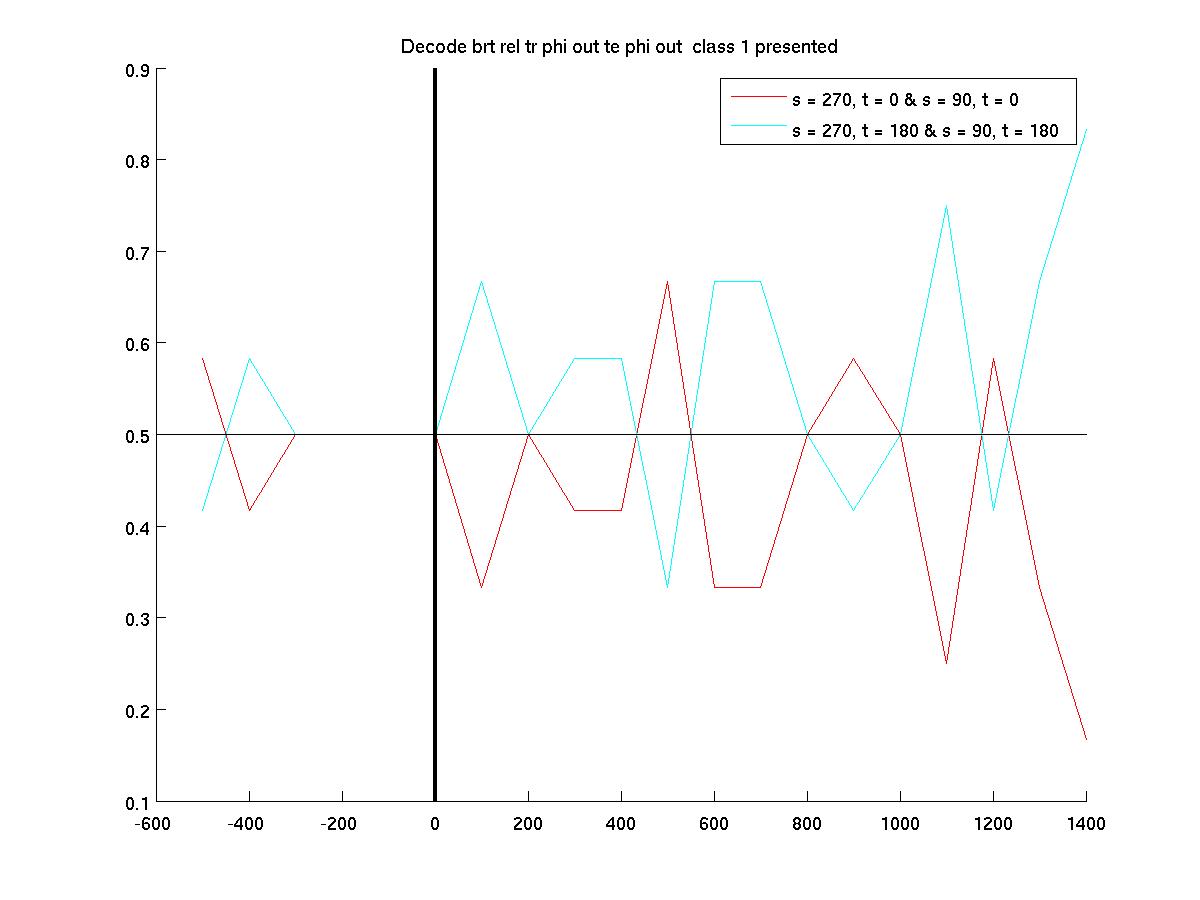 Decode brt rel tr phi out te phi out  class 1 presented
s = 270, t = 0 & s = 90, t = 0
s = 270, t = 180 & s = 90, t = 180
0.9
0.8
0.7
0.6
0.5
0.4
0.3
0.2
0.1
-600 -400 -200 0 200 400 600 800 1000 1200 1400